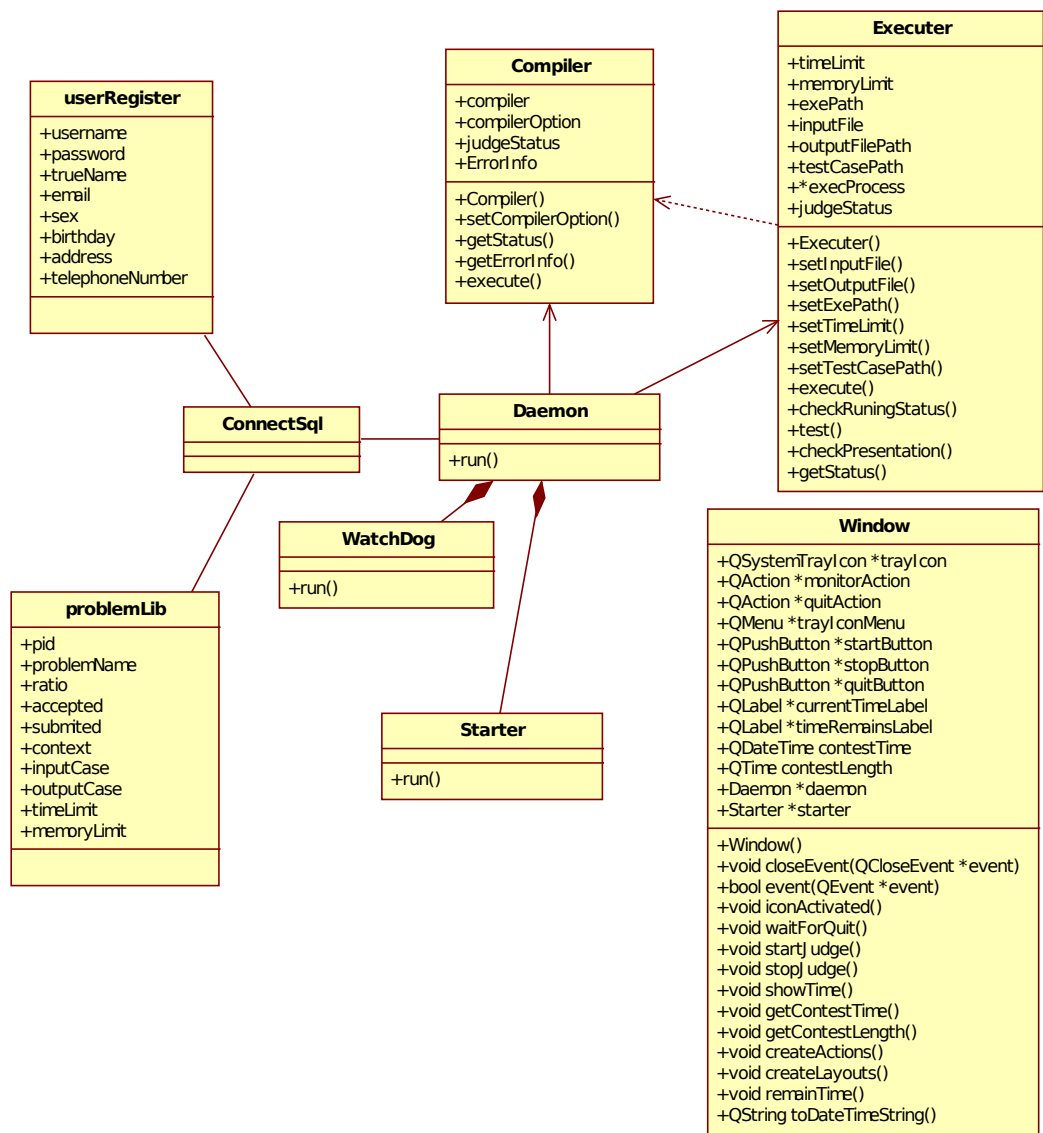 userRegister
+username
+password
+trueName
+email
+sex
+birthday
+address
+telephoneNumber
Compiler
+compiler
+compilerOption
+judgeStatus
+ErrorInfo
+Compiler()
+setCompilerOption()
+getStatus()
+getErrorInfo()
+execute()
Executer
+timeLimit
+memoryLimit
+exePath
+inputFile
+outputFilePath
+testCasePath
+*execProcess
+judgeStatus
+Executer()
+setInputFile()
+setOutputFile()
+setExePath()
+setTimeLimit()
+setMemoryLimit()
+setTestCasePath()
+execute()
+checkRuningStatus()
+test()
+checkPresentation()
+getStatus()
ConnectSql
Daemon
+run()
WatchDog
+run()
problemLib
+pid
+problemName
+ratio
+accepted
+submited
+context
+inputCase
+outputCase
+timeLimit
+memoryLimit
Starter
+run()
Window
+QSystemTrayIcon *trayIcon
+QAction *monitorAction
+QAction *quitAction
+QMenu *trayIconMenu
+QPushButton *startButton
+QPushButton *stopButton
+QPushButton *quitButton
+QLabel *currentTimeLabel
+QLabel *timeRemainsLabel
+QDateTime contestTime
+QTime contestLength
+Daemon *daemon
+Starter *starter
+Window()
+void closeEvent(QCloseEvent *event)
+bool event(QEvent *event)
+void iconActivated()
+void waitForQuit()
+void startJudge()
+void stopJudge()
+void showTime()
+void getContestTime()
+void getContestLength()
+void createActions()
+void createLayouts()
+void remainTime()
+QString toDateTimeString()